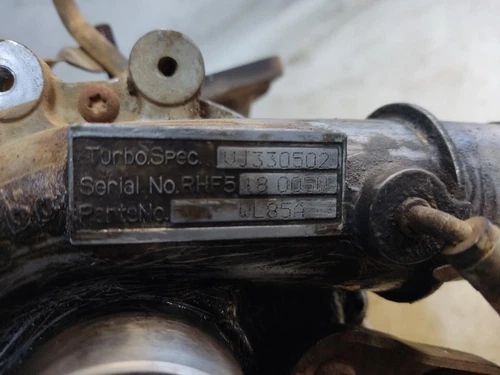 Turbo.Spec. VJ330502
Serial No. RHF5 18 005
Parts No. WL85A